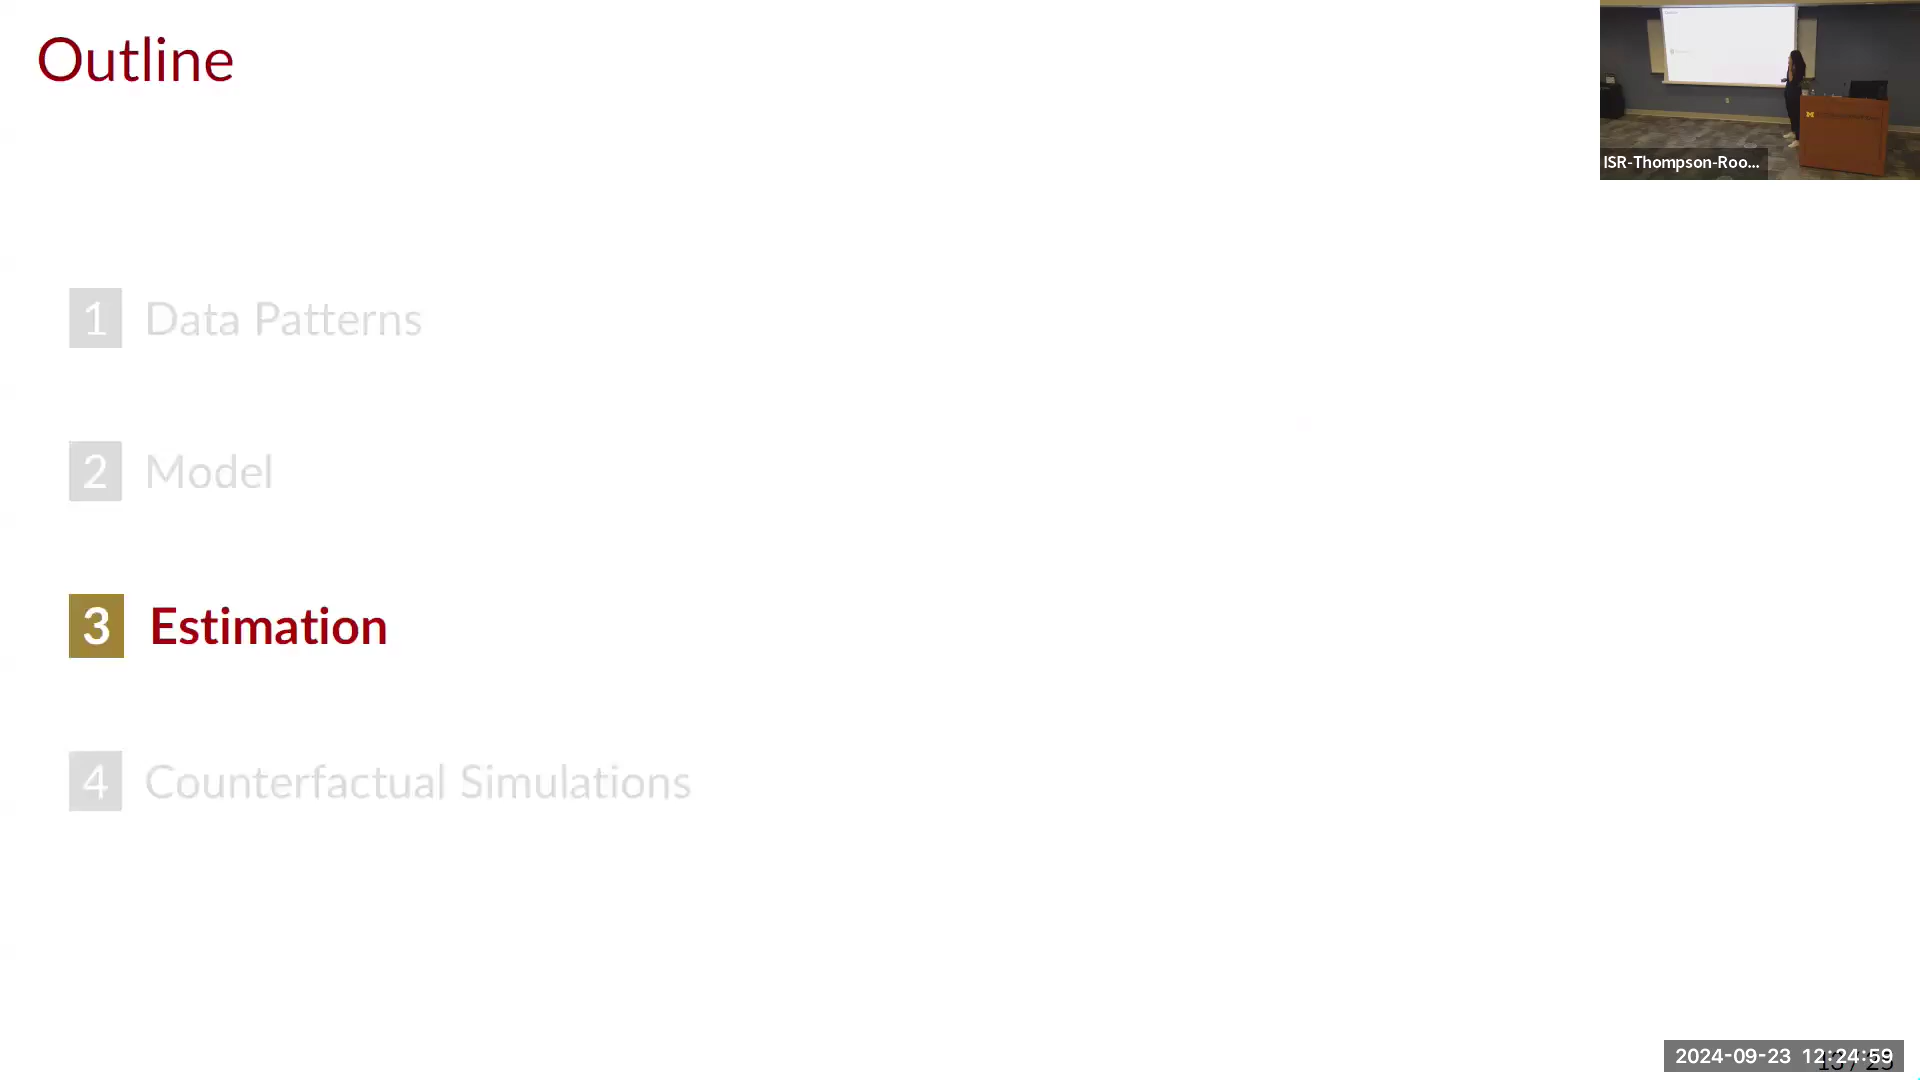 Outline
ISR-Thompson-Roo...
1 Data Patterns
2 Model
3 Estimation
4 Counterfactual Simulations
2024-09-23 12:24:59